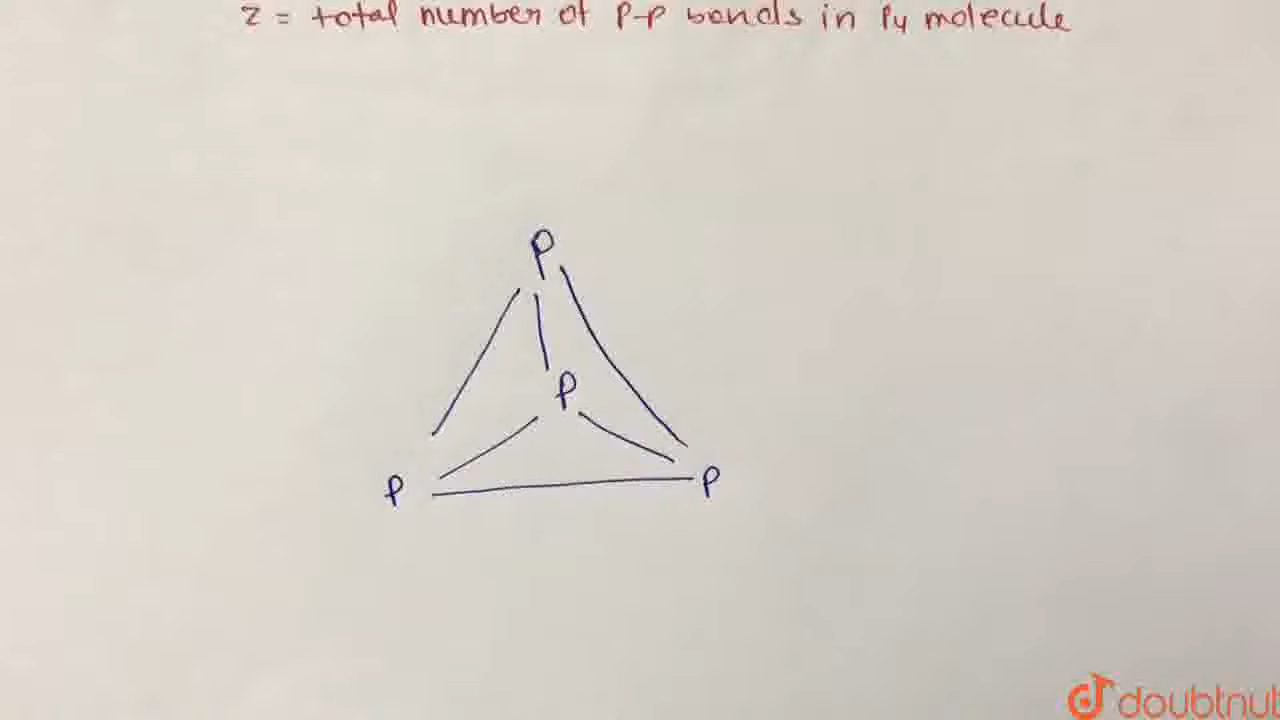 z = total number of P-P bonds in P4 molecule
P
P
P P
doubtnut